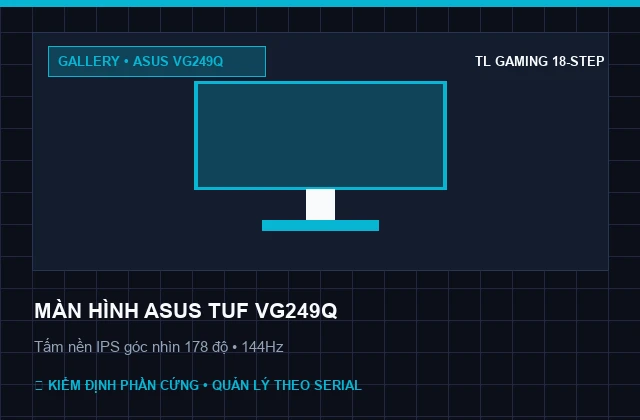 GALLERY • ASUS VG249Q
TL GAMING 18-STEP
MÀN HÌNH ASUS TUF VG249Q
Tấm nền IPS góc nhìn 178 độ • 144Hz
KIỂM ĐỊNH PHẦN CỨNG • QUẢN LÝ THEO SERIAL